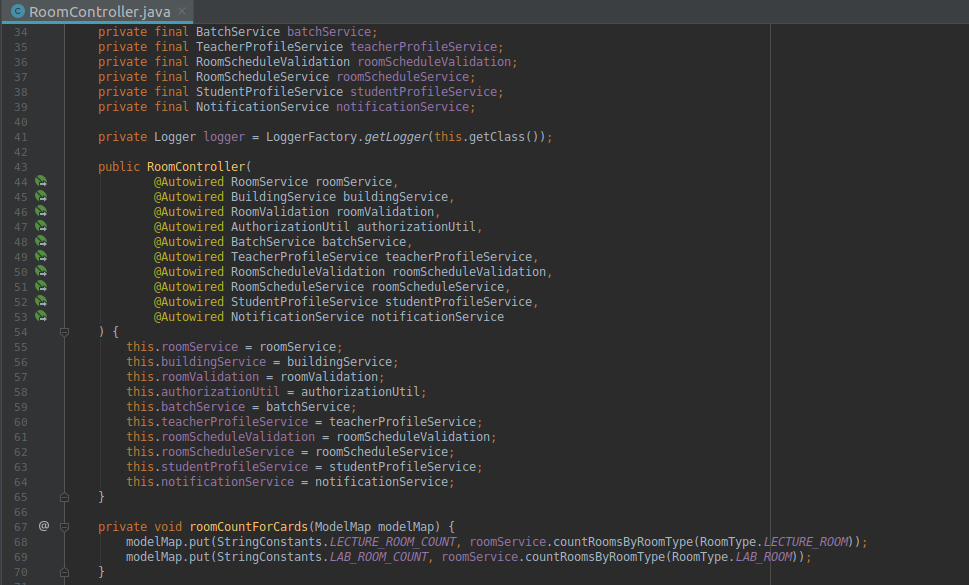 RoomController.java
34 private final BatchService batchService;
35 private final TeacherProfileService teacherProfileService;
36 private final RoomScheduleValidation roomScheduleValidation;
37 private final RoomScheduleService roomScheduleService;
38 private final StudentProfileService studentProfileService;
39 private final NotificationService notificationService;
40
41 private Logger logger = LoggerFactory.getLogger(this.getClass());
42
43 public RoomController(
44 @Autowired RoomService roomService,
45 @Autowired BuildingService buildingService,
46 @Autowired RoomValidation roomValidation,
47 @Autowired AuthorizationUtil authorizationUtil,
48 @Autowired BatchService batchService,
49 @Autowired TeacherProfileService teacherProfileService,
50 @Autowired RoomScheduleValidation roomScheduleValidation,
51 @Autowired RoomScheduleService roomScheduleService,
52 @Autowired StudentProfileService studentProfileService,
53 @Autowired NotificationService notificationService
54 ) {
55 this.roomService = roomService;
56 this.buildingService = buildingService;
57 this.roomValidation = roomValidation;
58 this.authorizationUtil = authorizationUtil;
59 this.batchService = batchService;
60 this.teacherProfileService = teacherProfileService;
61 this.roomScheduleValidation = roomScheduleValidation;
62 this.roomScheduleService = roomScheduleService;
63 this.studentProfileService = studentProfileService;
64 this.notificationService = notificationService;
65 }
66
67 @ private void roomCountForCards(ModelMap modelMap) {
68 modelMap.put(StringConstants.LECTURE_ROOM_COUNT, roomService.countRoomsByRoomType(RoomType.LECTURE_ROOM));
69 modelMap.put(StringConstants.LAB_ROOM_COUNT, roomService.countRoomsByRoomType(RoomType.LAB_ROOM));
70 }